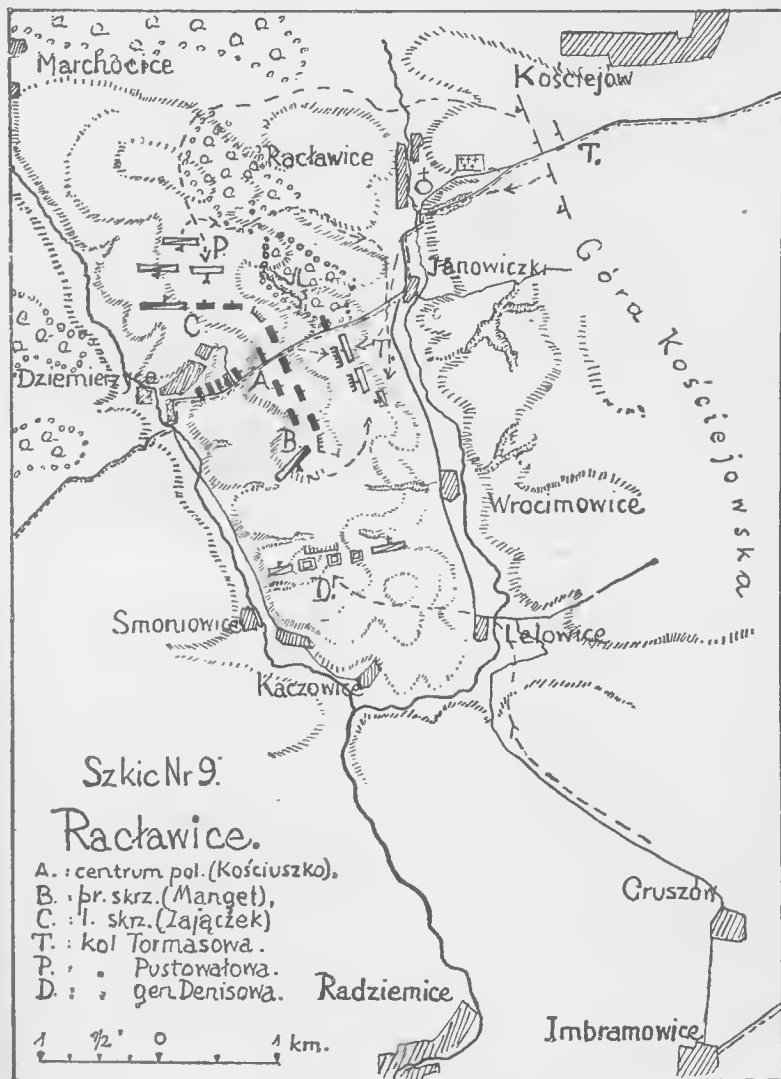 Marchocice
Kościejów
Racławice
T.
P.
Janowiczki
C
A
T.
Dziemierzyce
B
Góra Kościejowska
Wrocimowice
D
Smoniowice
Lelowice
Kaczowice
Szkic Nr 9.
Racławice.
A. : centrum pol. (Kościuszko).
B. : pr. skrz. (Manget),
C. : l. skrz. (Zajączek)
T. : kol Tormasowa.
P. " " Pustowałowa.
D. : " gen Denisowa.
Gruszów
Radziemice
Imbramowice
1 1/2 0 1 km.